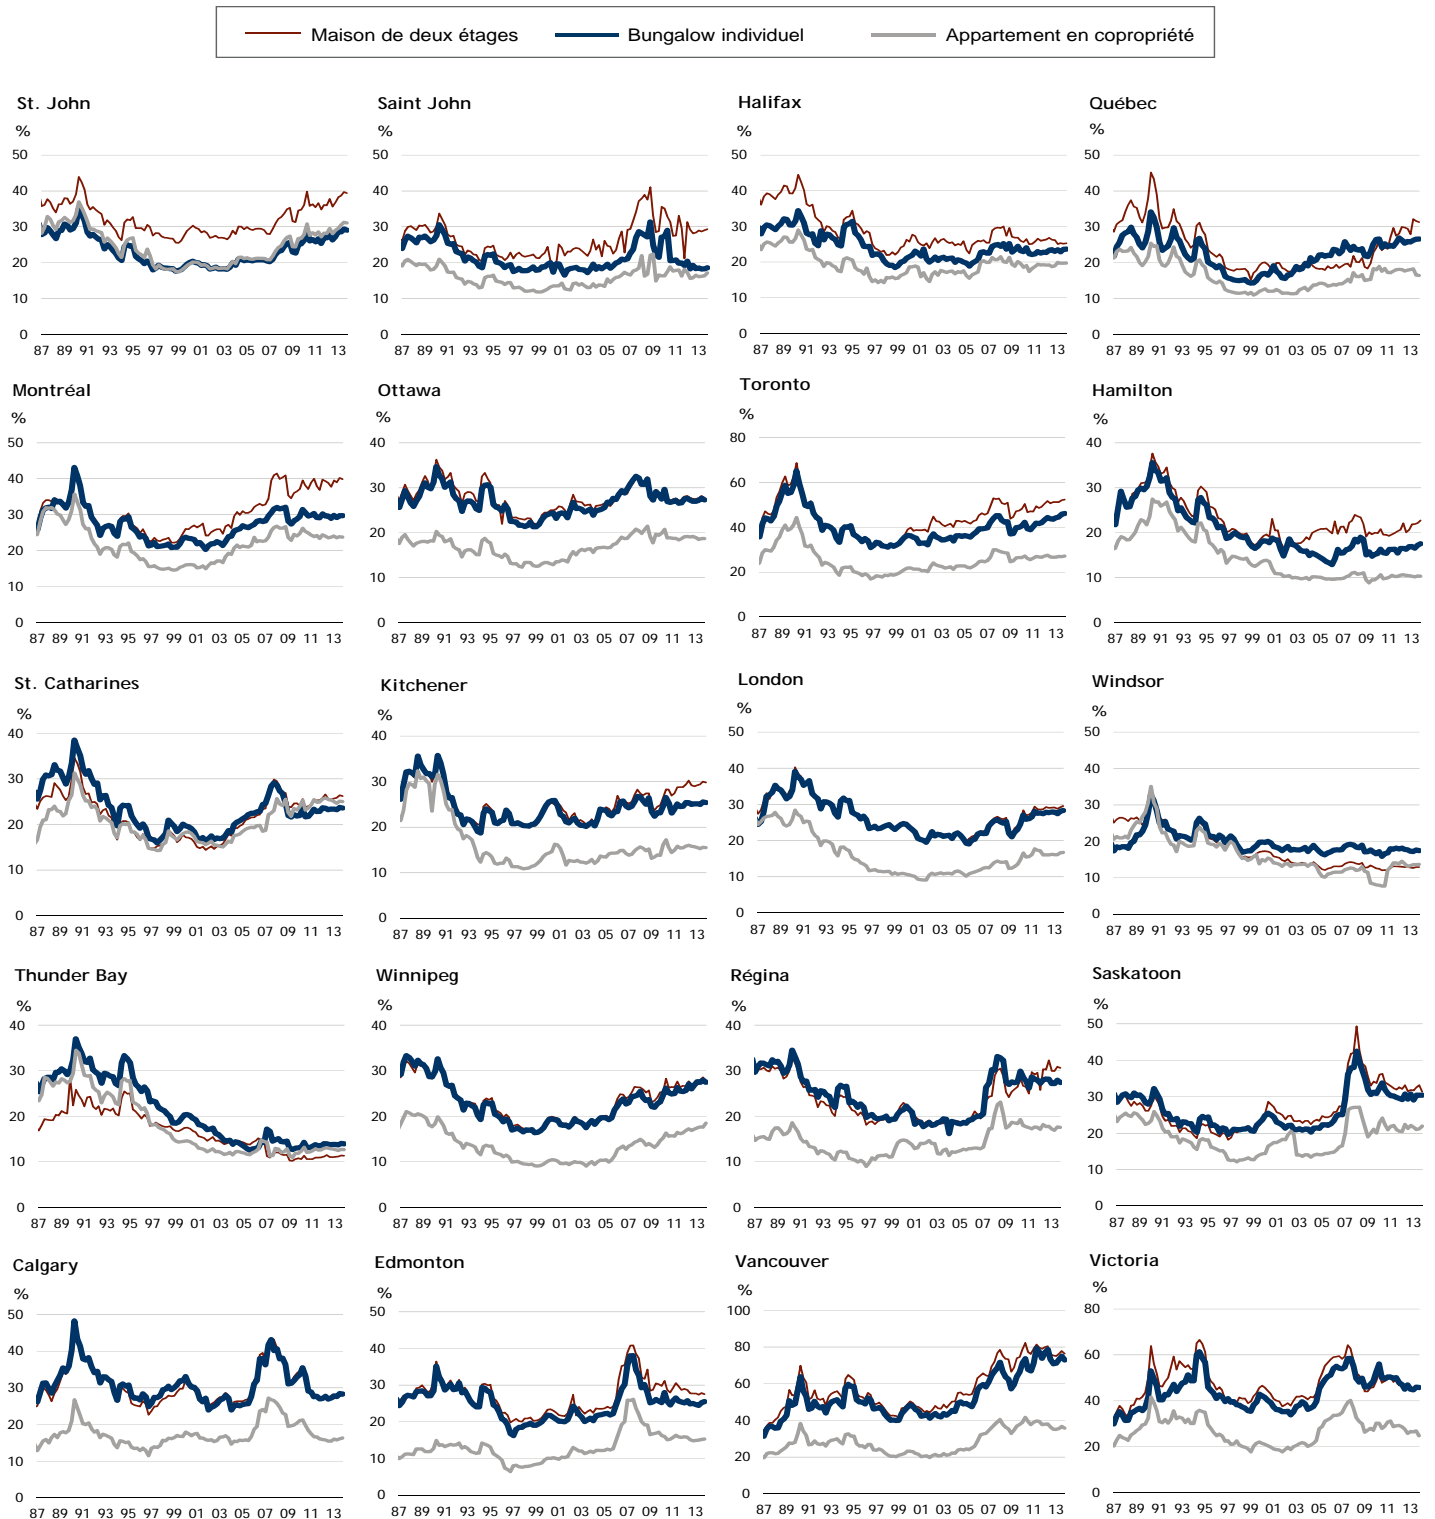 Maison de deux étages Bungalow individuel Appartement en copropriété
St. John Saint John Halifax Québec
% % % %
50 50 50 50
40 40 40 40
30 30 30 30
20 20 20 20
10 10 10 10
0 0 0 0
87 89 91 93 95 97 99 01 03 05 07 09 11 13 87 89 91 93 95 97 99 01 03 05 07 09 11 13 87 89 91 93 95 97 99 01 03 05 07 09 11 13 87 89 91 93 95 97 99 01 03 05 07 09 11 13
Montréal Ottawa Toronto Hamilton
% % % %
50 40 80 40
40 30 60 30
30 20 40 20
20 10 20 10
10 0 0 0
0
87 89 91 93 95 97 99 01 03 05 07 09 11 13 87 89 91 93 95 97 99 01 03 05 07 09 11 13 87 89 91 93 95 97 99 01 03 05 07 09 11 13 87 89 91 93 95 97 99 01 03 05 07 09 11 13
St. Catharines Kitchener London Windsor
% % % %
40 40 50 50
30 30 40 40
20 20 30 30
10 10 20 20
0 0 10 10
0 0
87 89 91 93 95 97 99 01 03 05 07 09 11 13 87 89 91 93 95 97 99 01 03 05 07 09 11 13 87 89 91 93 95 97 99 01 03 05 07 09 11 13 87 89 91 93 95 97 99 01 03 05 07 09 11 13
Thunder Bay Winnipeg Régina Saskatoon
% % % %
40 40 40 50
30 30 30 40
20 20 20 30
10 10 10 20
0 0 0 10
0
87 89 91 93 95 97 99 01 03 05 07 09 11 13 87 89 91 93 95 97 99 01 03 05 07 09 11 13 87 89 91 93 95 97 99 01 03 05 07 09 11 13 87 89 91 93 95 97 99 01 03 05 07 09 11 13
Calgary Edmonton Vancouver Victoria
% % % %
50 50 100 80
40 40 80 60
30 30 60 40
20 20 40 20
10 10 20 0
0 0 0
87 89 91 93 95 97 99 01 03 05 07 09 11 13 87 89 91 93 95 97 99 01 03 05 07 09 11 13 87 89 91 93 95 97 99 01 03 05 07 09 11 13 87 89 91 93 95 97 99 01 03 05 07 09 11 13